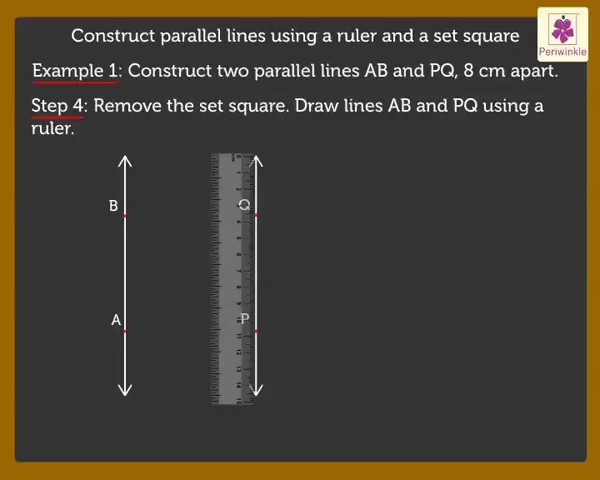 Construct parallel lines using a ruler and a set square
Periwinkle
Example 1: Construct two parallel lines AB and PQ, 8 cm apart.
Step 4: Remove the set square. Draw lines AB and PQ using a
ruler.
B
Q
A
P